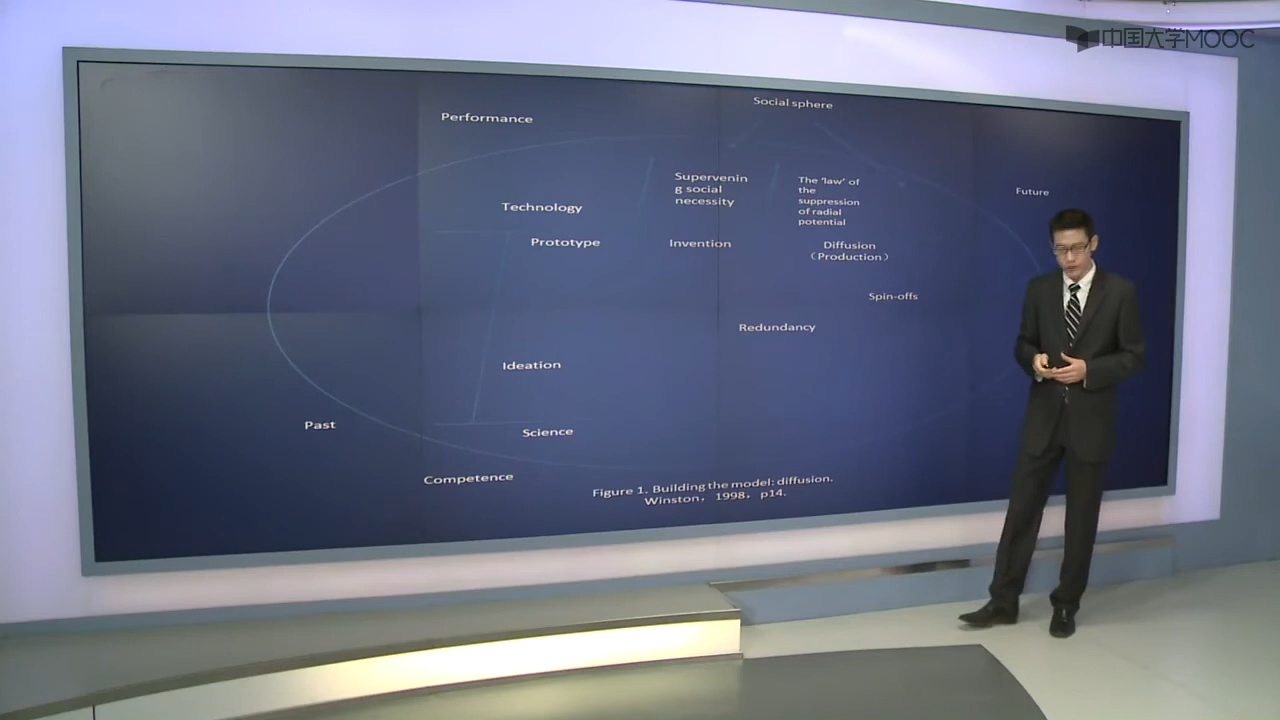 中国大学MOOC
Social sphere
Performance
Supervenin
g social
necessity
The ‘law’ of
the
suppression
of radial
potential
Future
Technology
Prototype
Invention
Diffusion
（Production）
Spin-offs
Redundancy
Ideation
Past
Science
Competence
Figure 1. Building the model: diffusion.
Winston， 1998， p14.